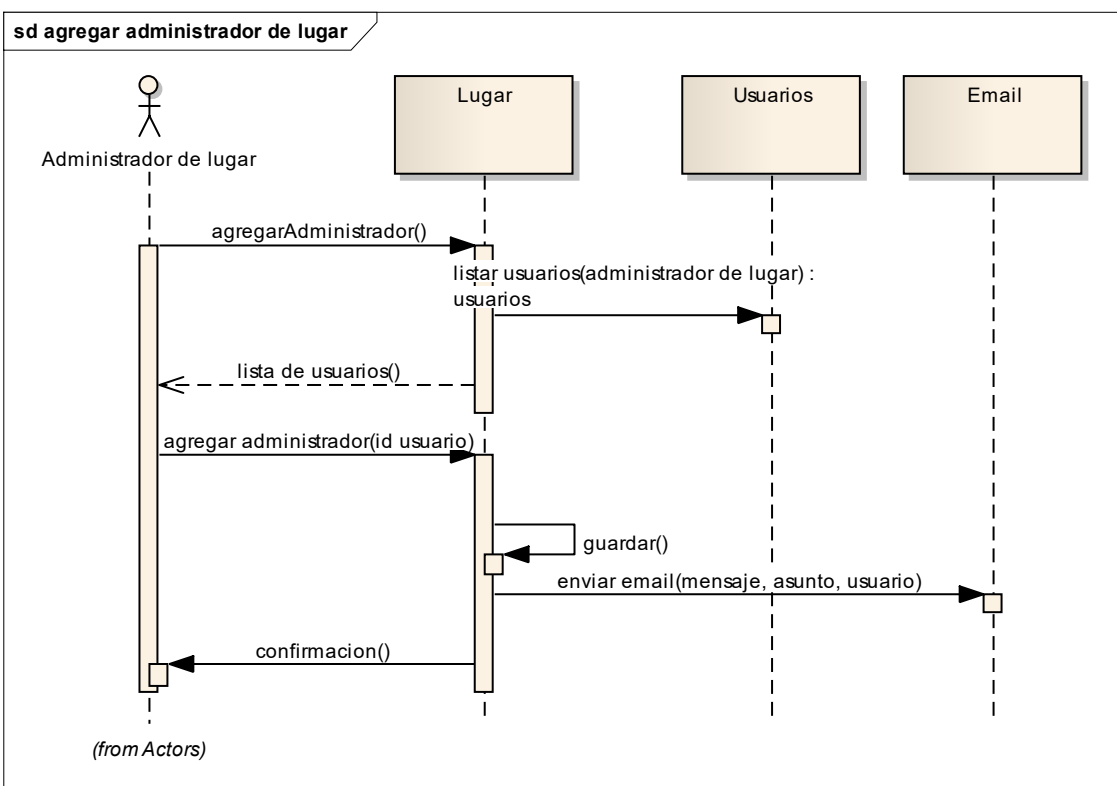 sd agregar administrador de lugar
Administrador de lugar
Lugar
Usuarios
Email
agregarAdministrador()
listar usuarios(administrador de lugar) :
usuarios
lista de usuarios()
agregar administrador(id usuario)
guardar()
enviar email(mensaje, asunto, usuario)
confirmacion()
(from Actors)